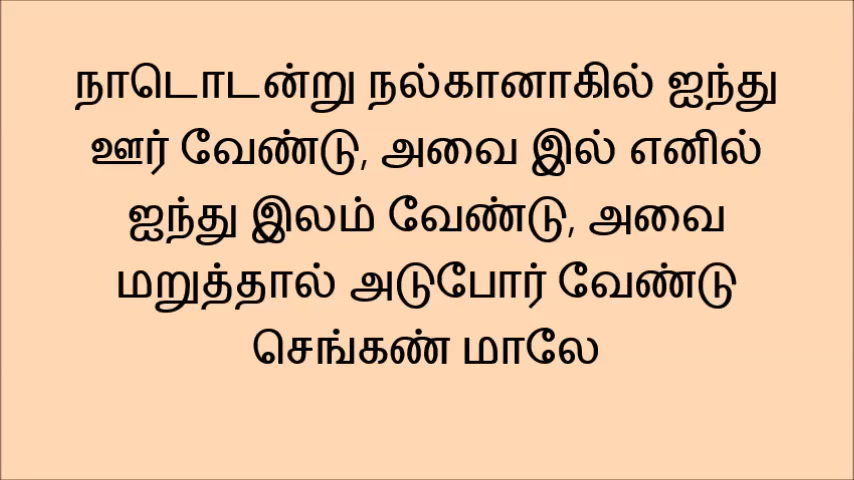 நாடொடன்று நல்கானாகில் ஐந்து
ஊர் வேண்டு, அவை இல் எனில்
ஐந்து இலம் வேண்டு, அவை
மறுத்தால் அடுபோர் வேண்டு
செங்கண் மாலே